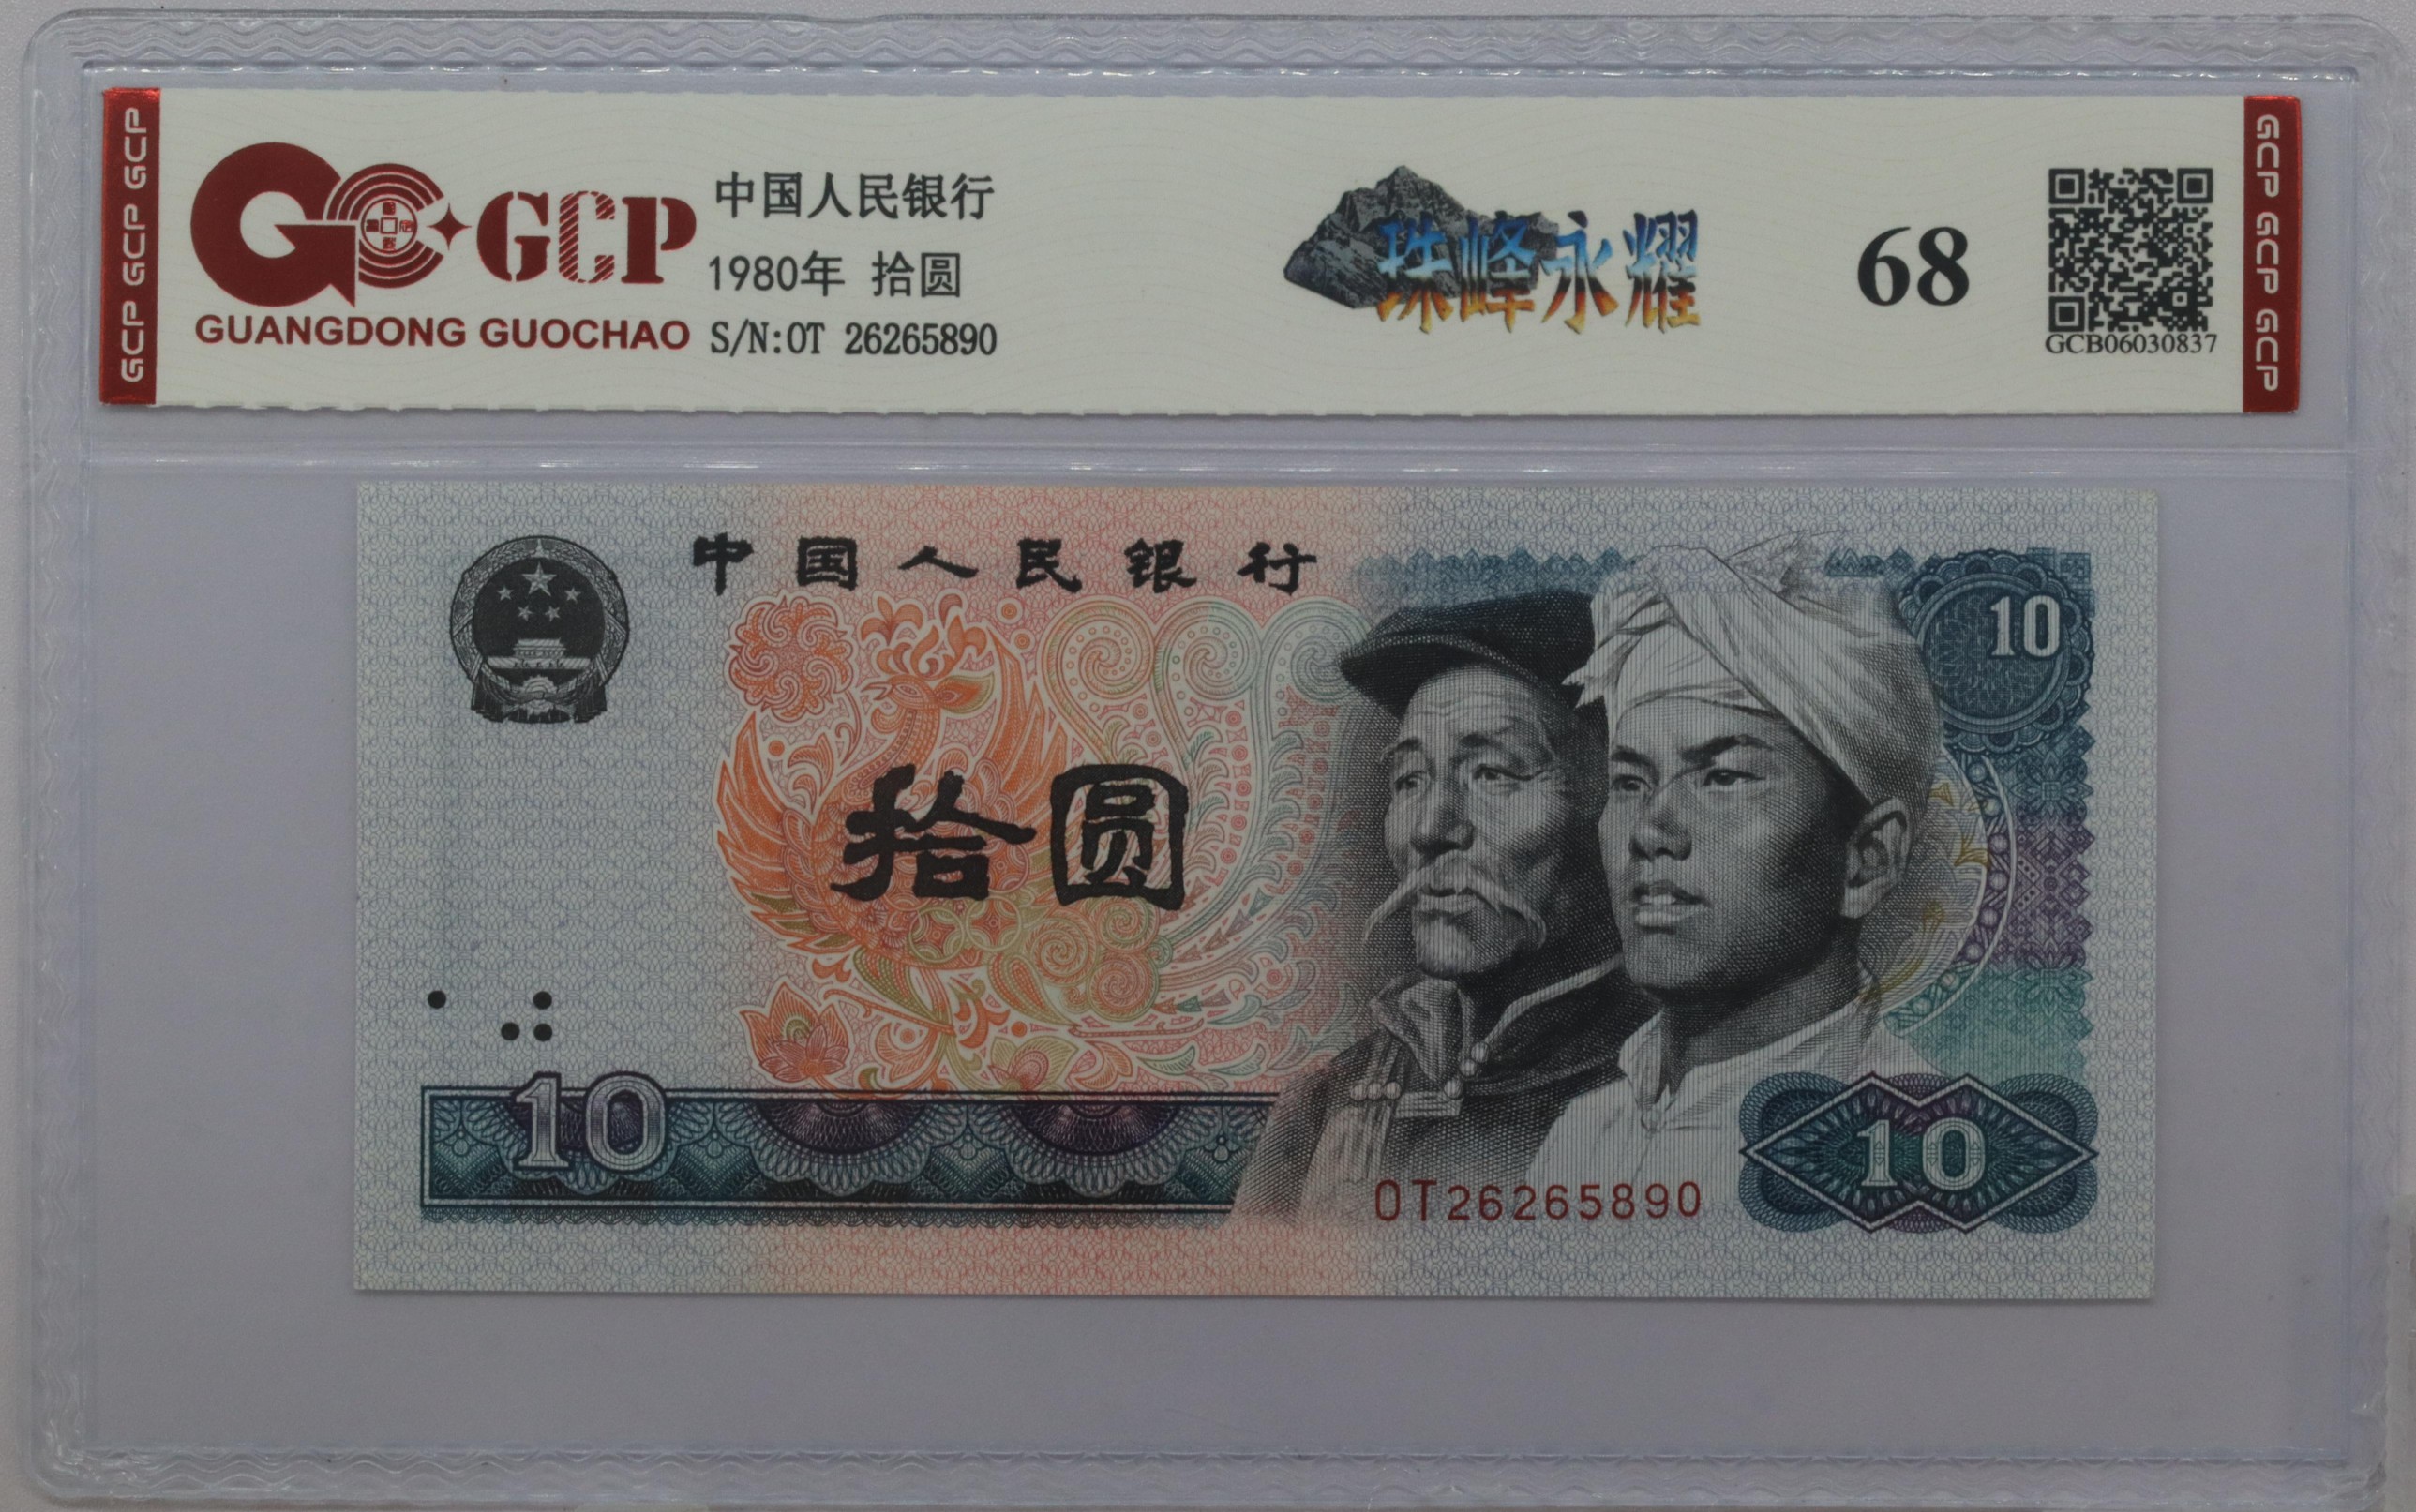 GCP GCP GCP
GCP
GUANGDONG GUOCHAO
中国人民银行
1980年 拾圆
S/N:OT 26265890
珠峰永耀
68
GCB06030837
GCP GCP GCP
中国人民银行
10
拾圆
10
OT26265890
10